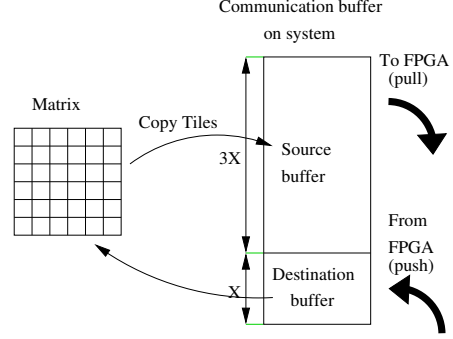 Communication buffer
on system
To FPGA
(pull)
Matrix
Copy Tiles
3X
Source
buffer
From
FPGA
(push)
Destination
buffer
X